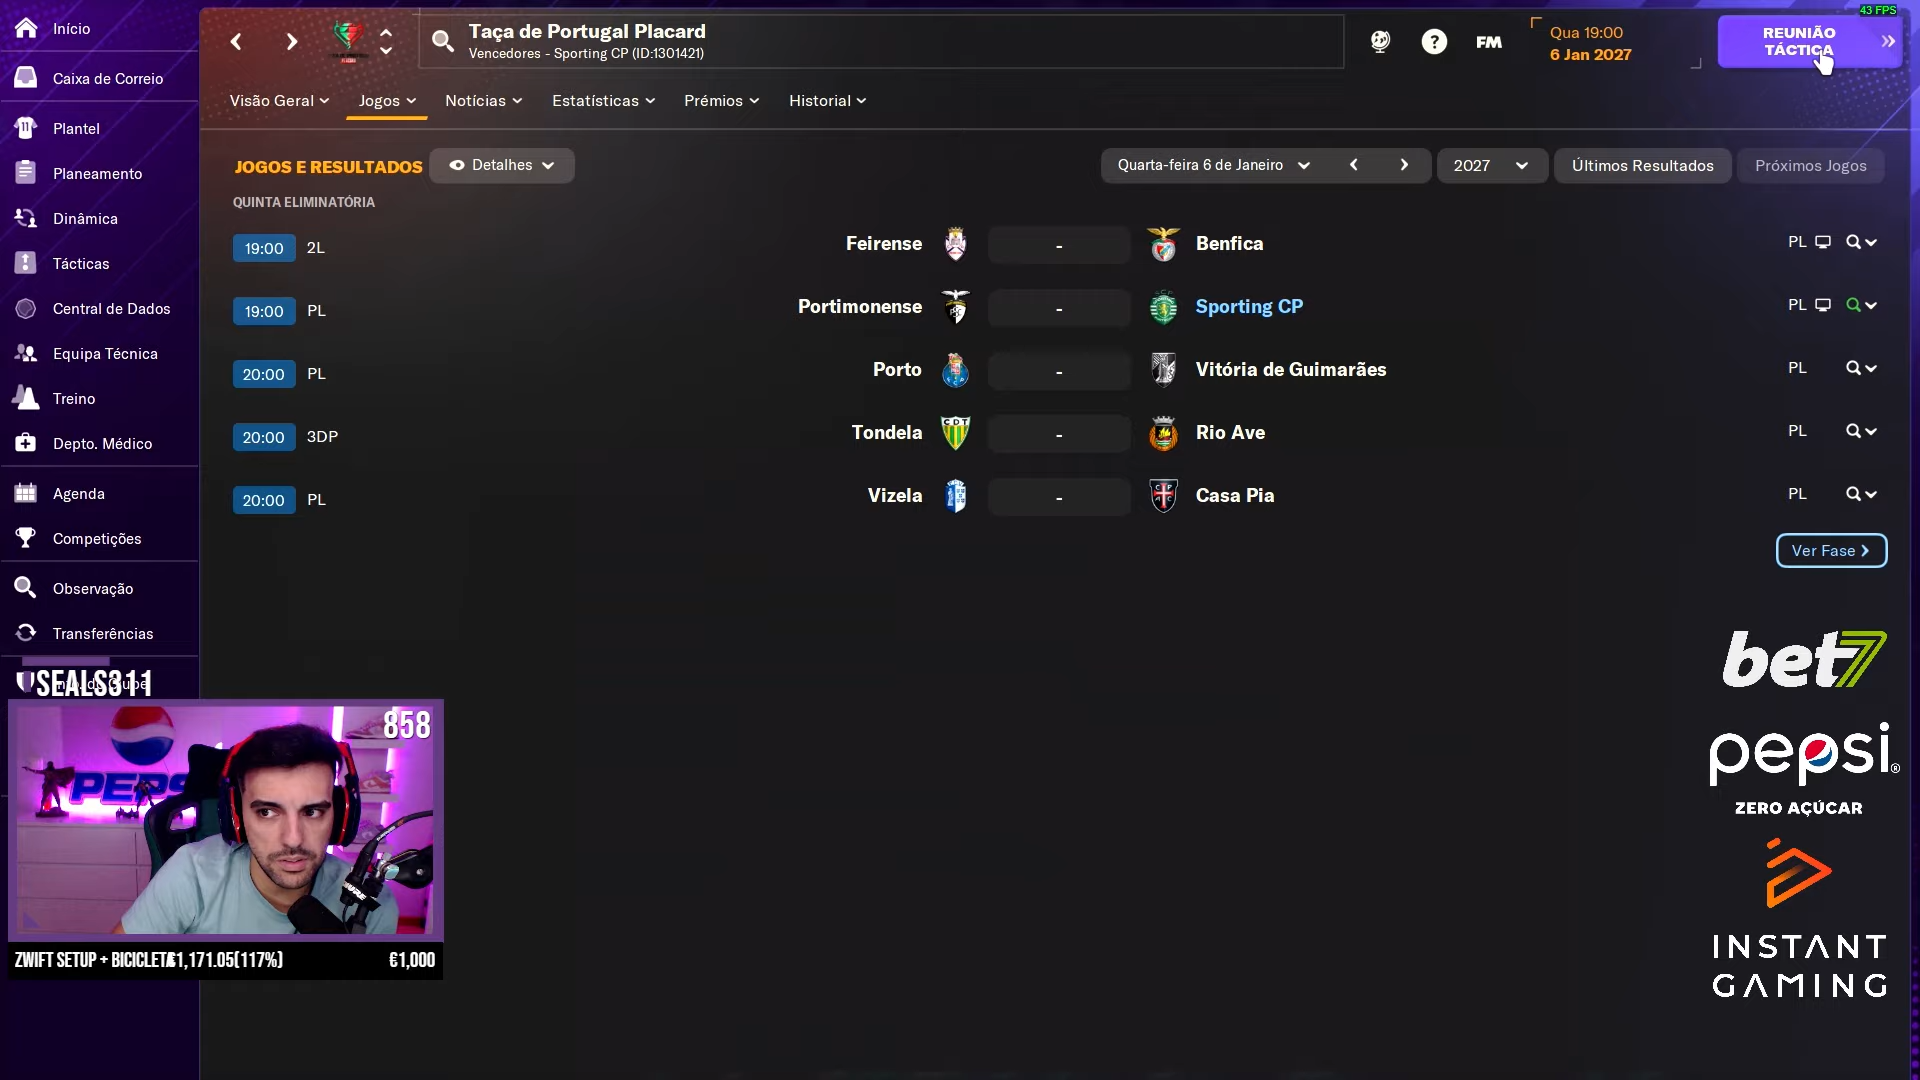 43 FPS
Início
Caixa de Correio
Plantel
Planeamento
Dinâmica
Tácticas
Central de Dados
Equipa Técnica
Treino
Depto. Médico
Agenda
Competições
Observação
Transferências
Taça de Portugal Placard
Vencedores - Sporting CP (ID:1301421)
FM
Qua 19:00
6 Jan 2027
REUNIÃO
TÁCTICA
Visão Geral
Jogos
Notícias
Estatísticas
Prémios
Historial
JOGOS E RESULTADOS
Detalhes
Quarta-feira 6 de Janeiro
2027
Últimos Resultados
Próximos Jogos
QUINTA ELIMINATÓRIA
19:00 2L Feirense - Benfica PL
19:00 PL Portimonense - Sporting CP PL
20:00 PL Porto - Vitória de Guimarães PL
20:00 3DP Tondela - Rio Ave PL
20:00 PL Vizela - Casa Pia PL
Ver Fase
SEALS311
858
PEPS
SHURE
ZWIFT SETUP + BICICLETA €1,171.05(117%) €1,000
bet7
pepsi®
ZERO AÇÚCAR
INSTANT
GAMING